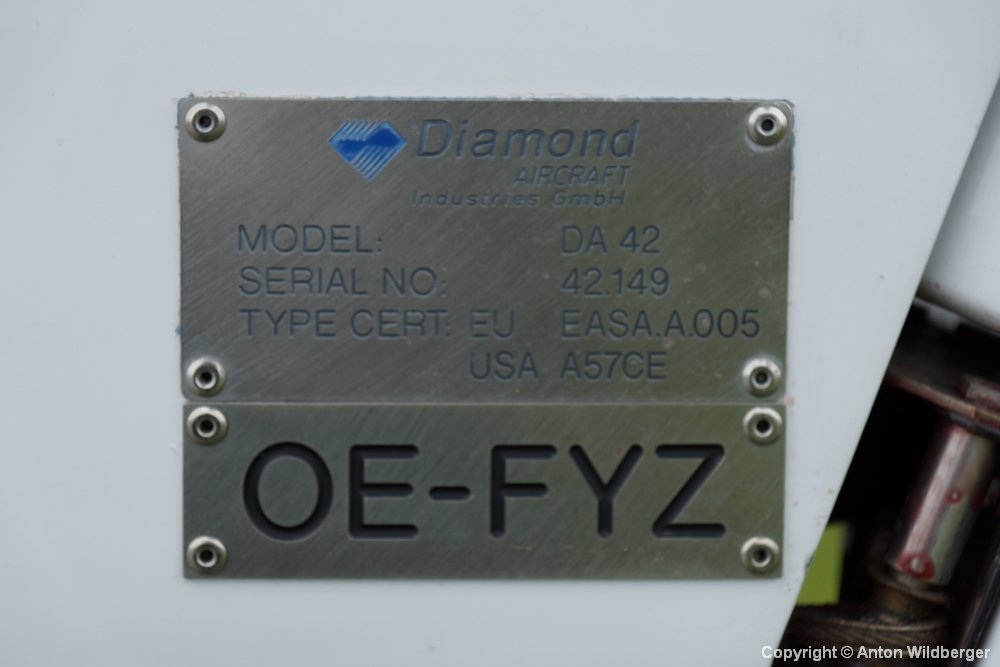 Diamond
AIRCRAFT
Industries GmbH
MODEL: DA 42
SERIAL NO: 42.149
TYPE CERT: EU EASA.A.005
USA A57CE
OE-FYZ
Copyright © Anton Wildberger